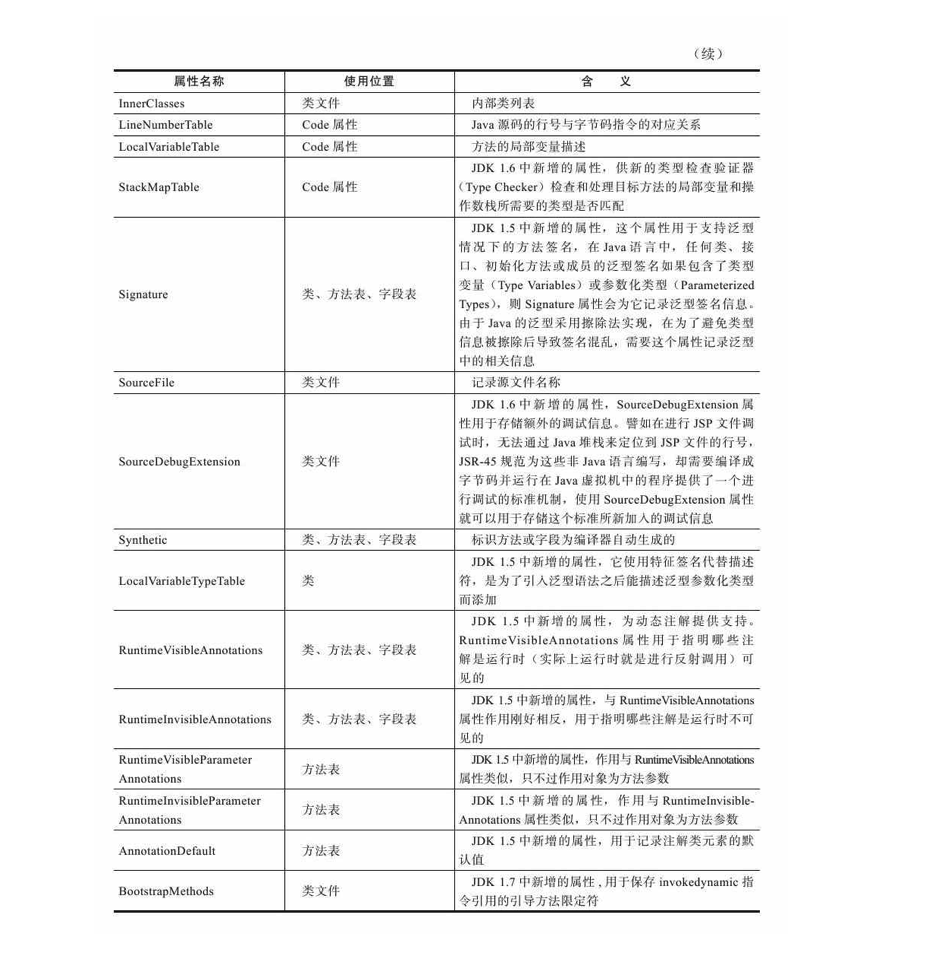 （续）
属性名称 使用位置 含 义
InnerClasses 类文件 内部类列表
LineNumberTable Code 属性 Java 源码的行号与字节码指令的对应关系
LocalVariableTable Code 属性 方法的局部变量描述
StackMapTable Code 属性 JDK 1.6 中新增的属性，供新的类型检查验证器
（Type Checker）检查和处理目标方法的局部变量和操
作数栈所需要的类型是否匹配
Signature 类、方法表、字段表 JDK 1.5 中新增的属性，这个属性用于支持泛型
情况下的方法签名，在 Java 语言中，任何类、接
口、初始化方法或成员的泛型签名如果包含了类型
变量（Type Variables）或参数化类型（Parameterized
Types），则 Signature 属性会为它记录泛型签名信息。
由于 Java 的泛型采用擦除法实现，在为了避免类型
信息被擦除后导致签名混乱，需要这个属性记录泛型
中的相关信息
SourceFile 类文件 记录源文件名称
SourceDebugExtension 类文件 JDK 1.6 中新增的属性，SourceDebugExtension 属
性用于存储额外的调试信息。譬如在进行 JSP 文件调
试时，无法通过 Java 堆栈来定位到 JSP 文件的行号，
JSR-45 规范为这些非 Java 语言编写，却需要编译成
字节码并运行在 Java 虚拟机中的程序提供了一个进
行调试的标准机制，使用 SourceDebugExtension 属性
就可以用于存储这个标准所新加入的调试信息
Synthetic 类、方法表、字段表 标识方法或字段为编译器自动生成的
LocalVariableTypeTable 类 JDK 1.5 中新增的属性，它使用特征签名代替描述
符，是为了引入泛型语法之后能描述泛型参数化类型
而添加
RuntimeVisibleAnnotations 类、方法表、字段表 JDK 1.5 中新增的属性，为动态注解提供支持。
RuntimeVisibleAnnotations 属性用于指明哪些注
解是运行时（实际上运行时就是进行反射调用）可
见的
RuntimeInvisibleAnnotations 类、方法表、字段表 JDK 1.5 中新增的属性，与 RuntimeVisibleAnnotations
属性作用刚好相反，用于指明哪些注解是运行时不可
见的
RuntimeVisibleParameter
Annotations 方法表 JDK 1.5 中新增的属性，作用与 RuntimeVisibleAnnotations
属性类似，只不过作用对象为方法参数
RuntimeInvisibleParameter
Annotations 方法表 JDK 1.5 中新增的属性，作用与 RuntimeInvisible-
Annotations 属性类似，只不过作用对象为方法参数
AnnotationDefault 方法表 JDK 1.5 中新增的属性，用于记录注解类元素的默
认值
BootstrapMethods 类文件 JDK 1.7 中新增的属性 , 用于保存 invokedynamic 指
令引用的引导方法限定符